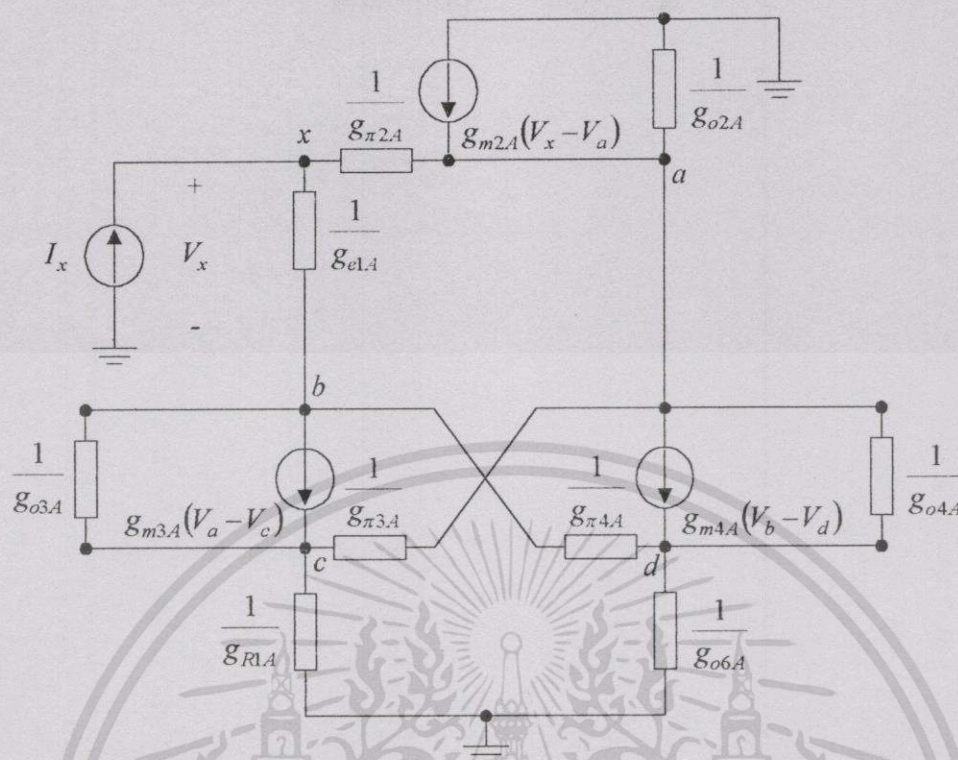 1/g_{π2A}
g_{m2A}(V_x − V_a)
1/g_{o2A}
x
a
+
1/g_{e1A}
I_x
V_x
-
b
1/g_{o3A}
g_{m3A}(V_a − V_c)
1/g_{π3A}
1/g_{π4A}
g_{m4A}(V_b − V_d)
1/g_{o4A}
c
d
1/g_{R1A}
1/g_{o6A}